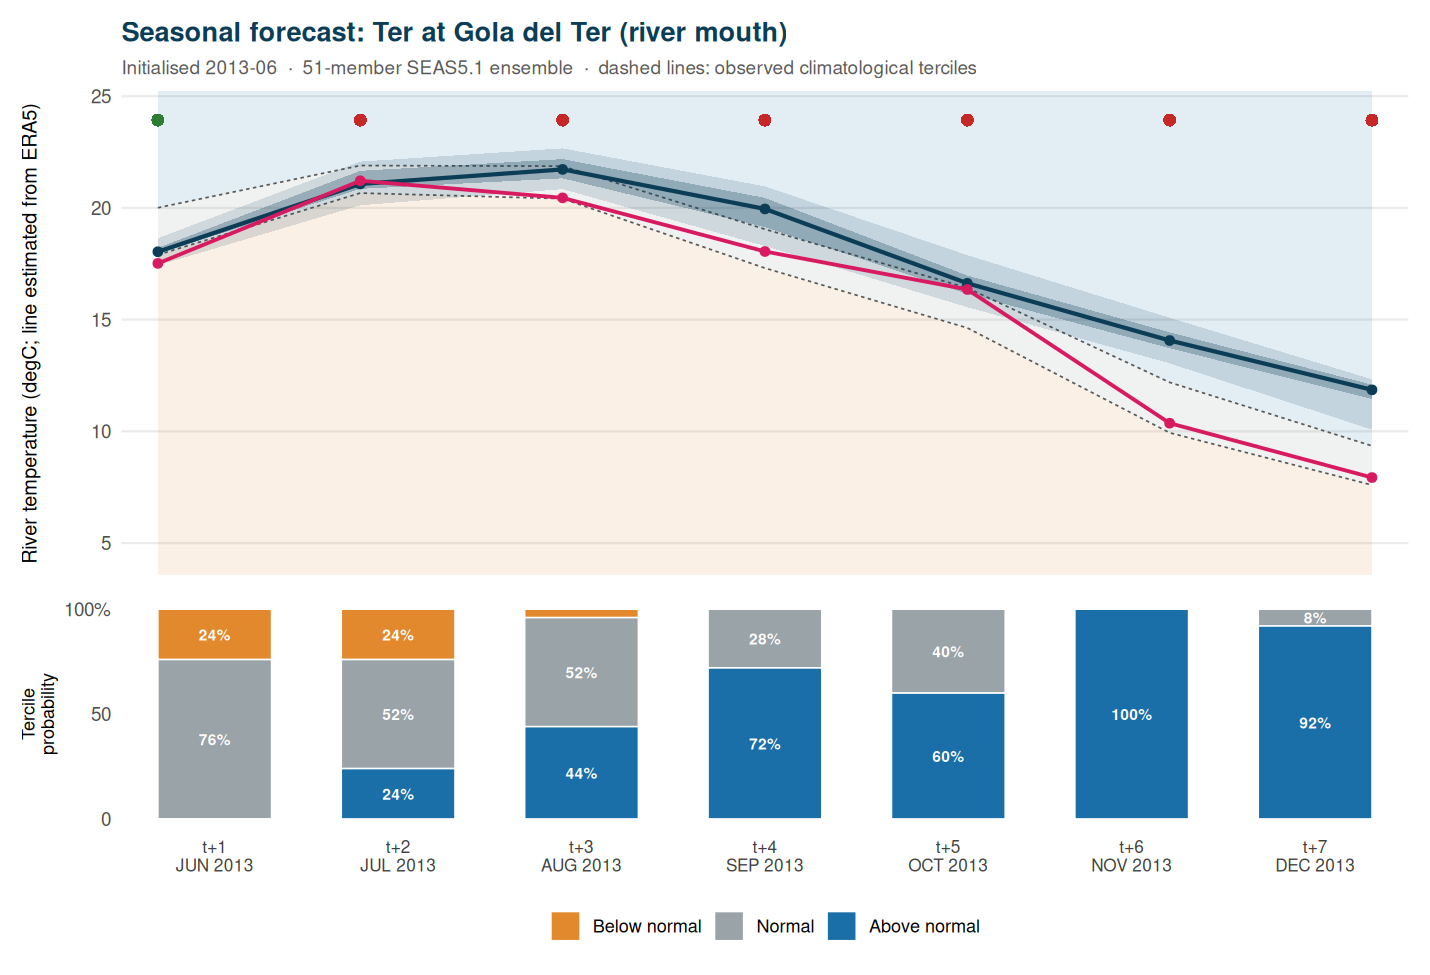 Seasonal forecast: Ter at Gola del Ter (river mouth)
Initialised 2013-06 · 51-member SEAS5.1 ensemble · dashed lines: observed climatological terciles
River temperature (degC; line estimated from ERA5)
25
20
15
10
5
Tercile
probability
100%
50
0
24%
76%
24%
52%
24%
52%
44%
28%
72%
40%
60%
100%
8%
92%
t+1
JUN 2013
t+2
JUL 2013
t+3
AUG 2013
t+4
SEP 2013
t+5
OCT 2013
t+6
NOV 2013
t+7
DEC 2013
Below normal
Normal
Above normal